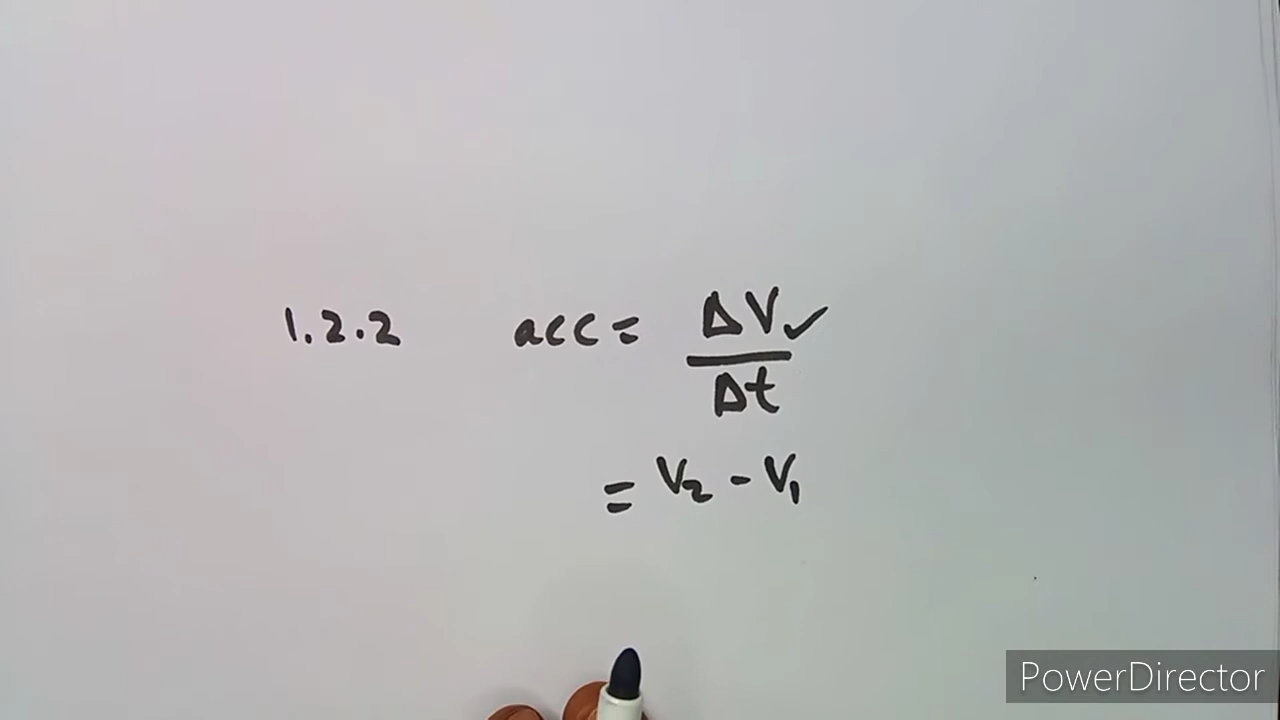 1.2.2 acc = ΔV ✓
Δt
= V₂ - V₁
PowerDirector